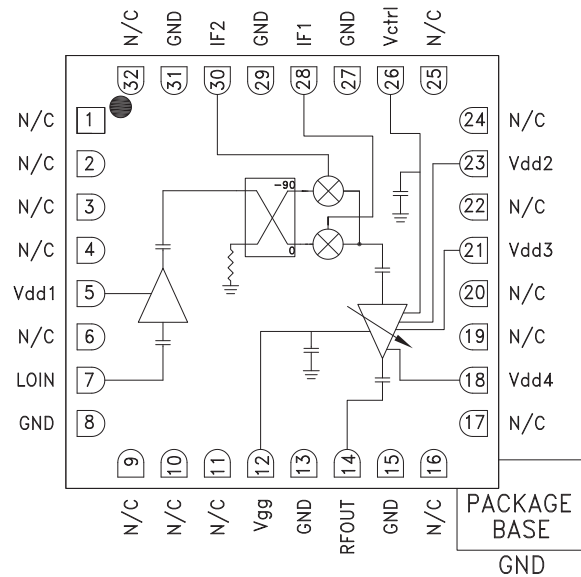 N/C GND IF2 GND IF1 GND Vctrl N/C
32 31 30 29 28 27 26 25
N/C 1
N/C 2
N/C 3
N/C 4
Vdd1 5
N/C 6
LOIN 7
GND 8
-90
0
24 N/C
23 Vdd2
22 N/C
21 Vdd3
20 N/C
19 N/C
18 Vdd4
17 N/C
9 10 11 12 13 14 15 16
N/C N/C N/C Vgg GND RFOUT GND N/C
PACKAGE
BASE
GND